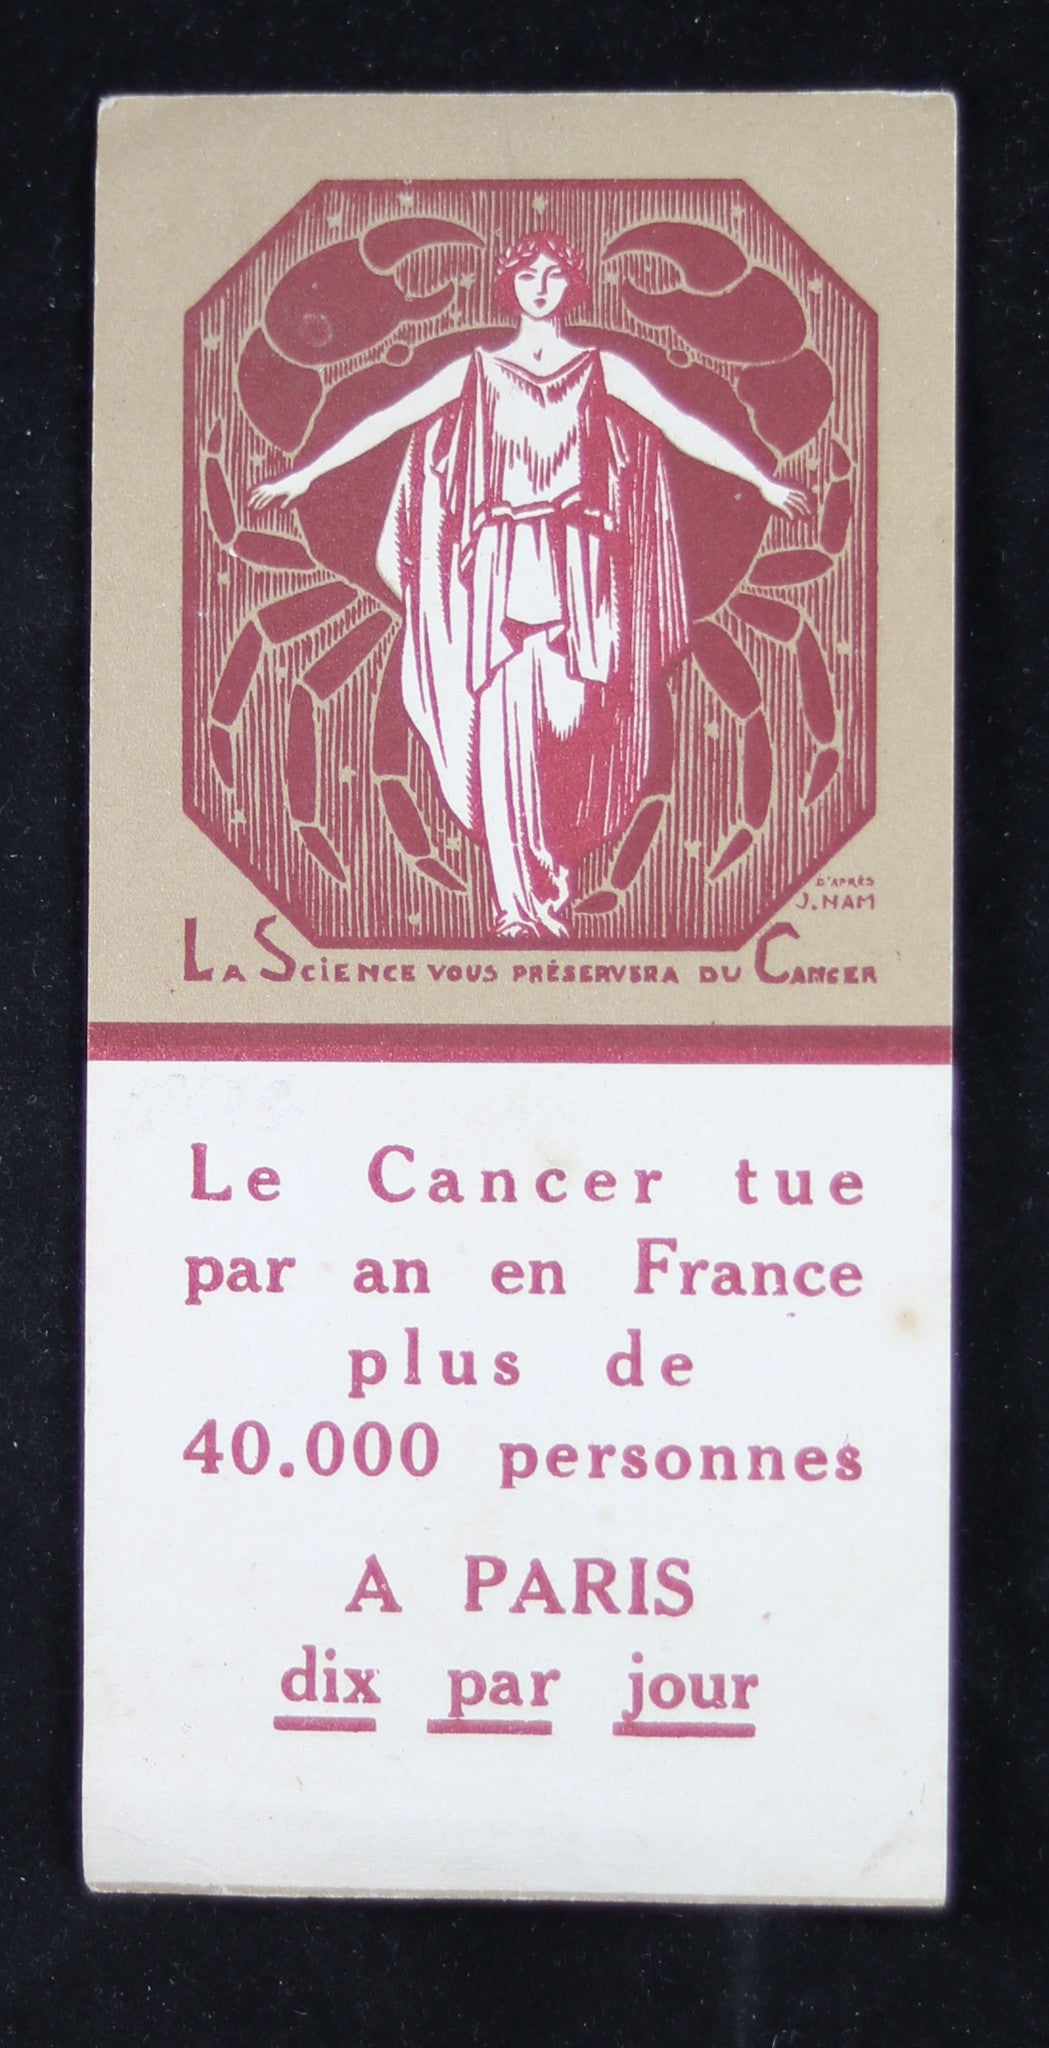 D'APRÈS
J. NAM
LA SCIENCE VOUS PRÉSERVERA DU CANCER
Le Cancer tue
par an en France
plus de
40.000 personnes
A PARIS
dix par jour